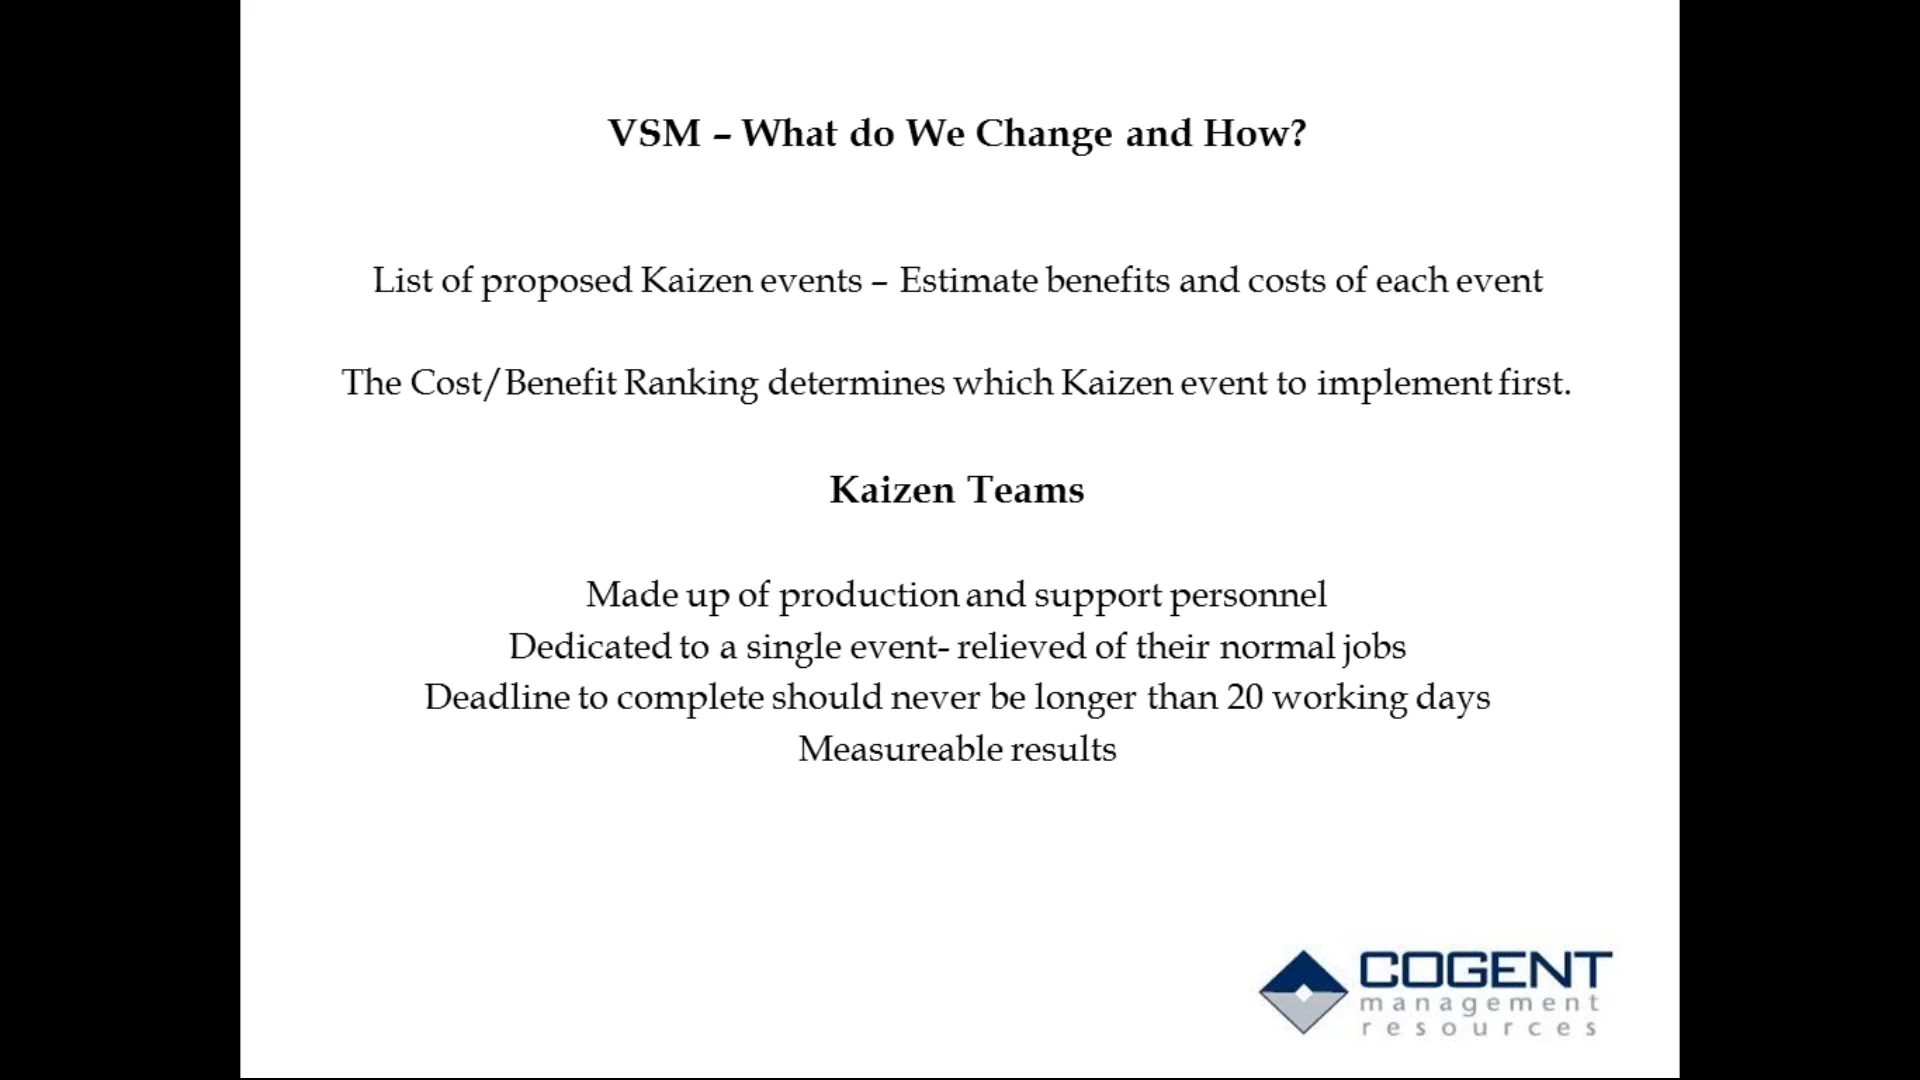 VSM – What do We Change and How?
List of proposed Kaizen events – Estimate benefits and costs of each event
The Cost/Benefit Ranking determines which Kaizen event to implement first.
Kaizen Teams
Made up of production and support personnel
Dedicated to a single event- relieved of their normal jobs
Deadline to complete should never be longer than 20 working days
Measureable results
COGENT
management
resources